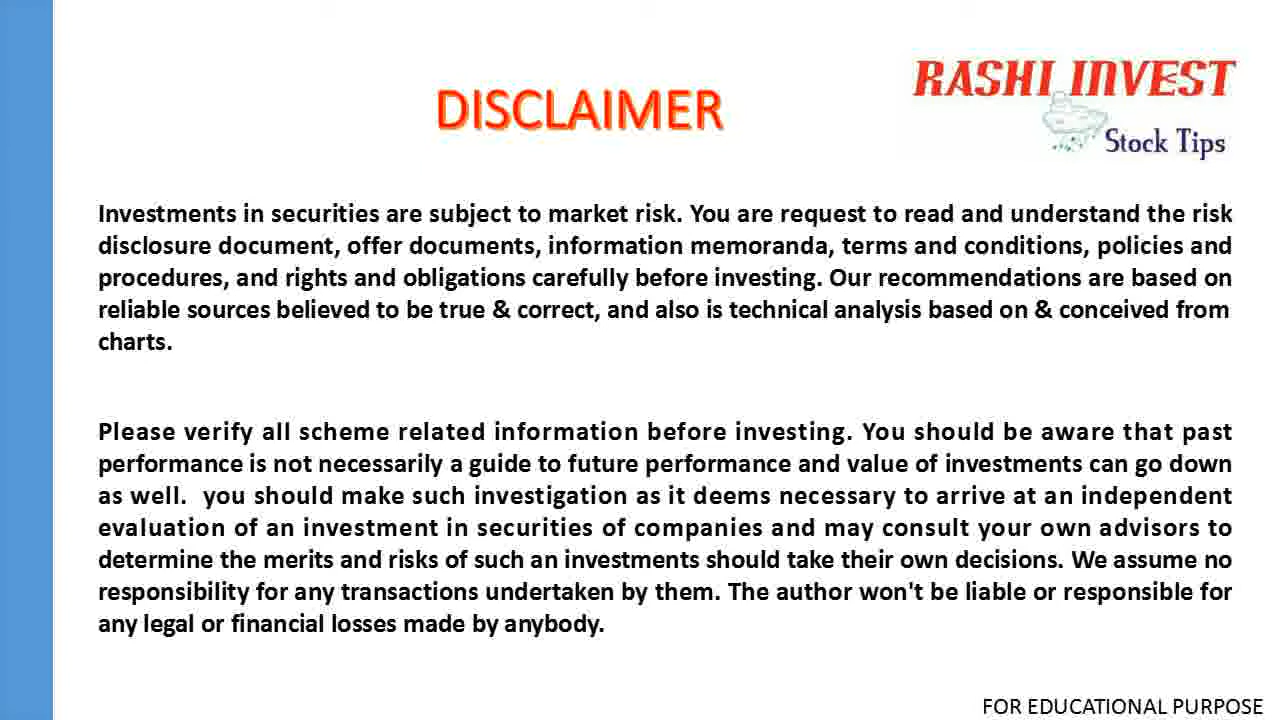 RASHI INVEST
Stock Tips
DISCLAIMER
Investments in securities are subject to market risk. You are request to read and understand the risk
disclosure document, offer documents, information memoranda, terms and conditions, policies and
procedures, and rights and obligations carefully before investing. Our recommendations are based on
reliable sources believed to be true & correct, and also is technical analysis based on & conceived from
charts.
Please verify all scheme related information before investing. You should be aware that past
performance is not necessarily a guide to future performance and value of investments can go down
as well.  you should make such investigation as it deems necessary to arrive at an independent
evaluation of an investment in securities of companies and may consult your own advisors to
determine the merits and risks of such an investments should take their own decisions. We assume no
responsibility for any transactions undertaken by them. The author won't be liable or responsible for
any legal or financial losses made by anybody.
FOR EDUCATIONAL PURPOSE